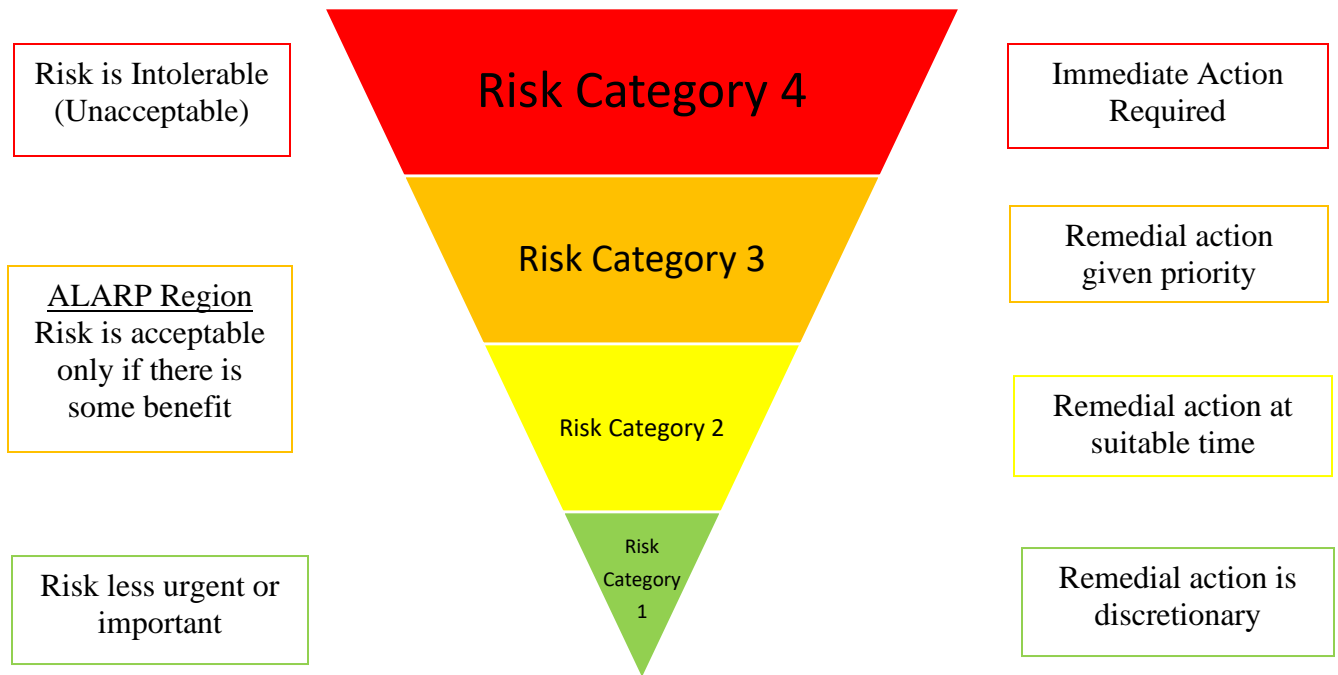 Risk is Intolerable
(Unacceptable)
Risk Category 4
Immediate Action
Required
Risk Category 3
Remedial action
given priority
ALARP Region
Risk is acceptable
only if there is
some benefit
Risk Category 2
Remedial action at
suitable time
Risk less urgent or
important
Risk
Category
1
Remedial action is
discretionary